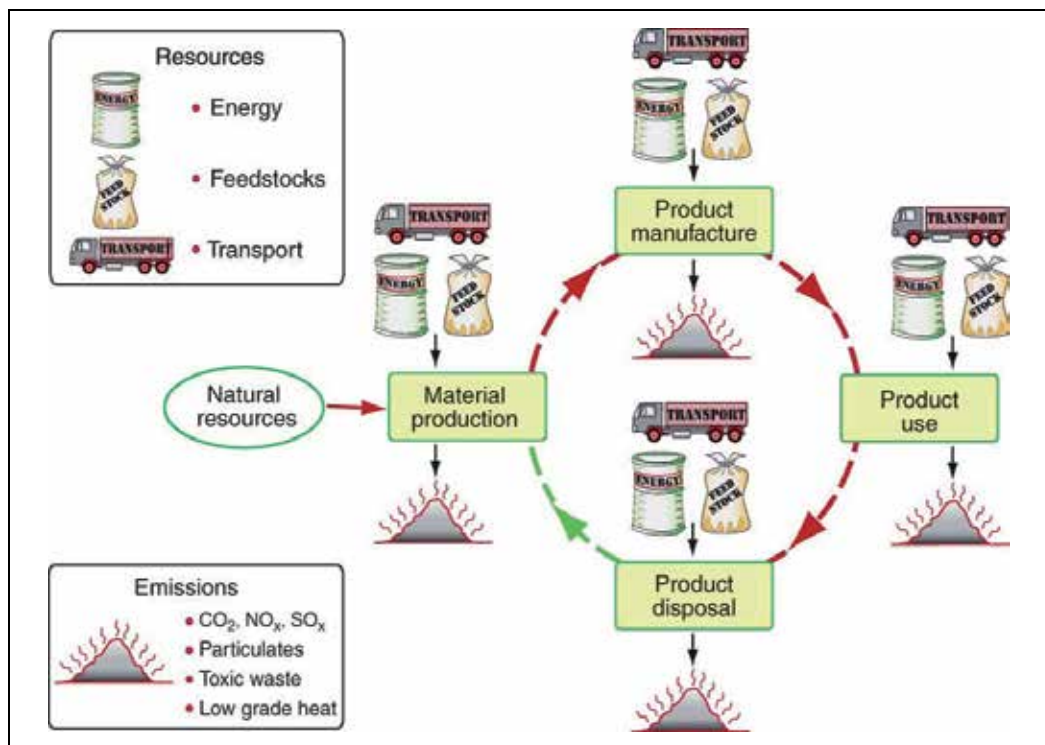 Resources
ENERGY
• Energy
FEED
STOCK
• Feedstocks
TRANSPORT
• Transport
TRANSPORT
ENERGY
FEED
STOCK
Product
manufacture
TRANSPORT
ENERGY
FEED
STOCK
TRANSPORT
ENERGY
FEED
STOCK
Natural
resources
Material
production
TRANSPORT
ENERGY
FEED
STOCK
Product
use
Product
disposal
Emissions
• CO₂, NOₓ, SOₓ
• Particulates
• Toxic waste
• Low grade heat